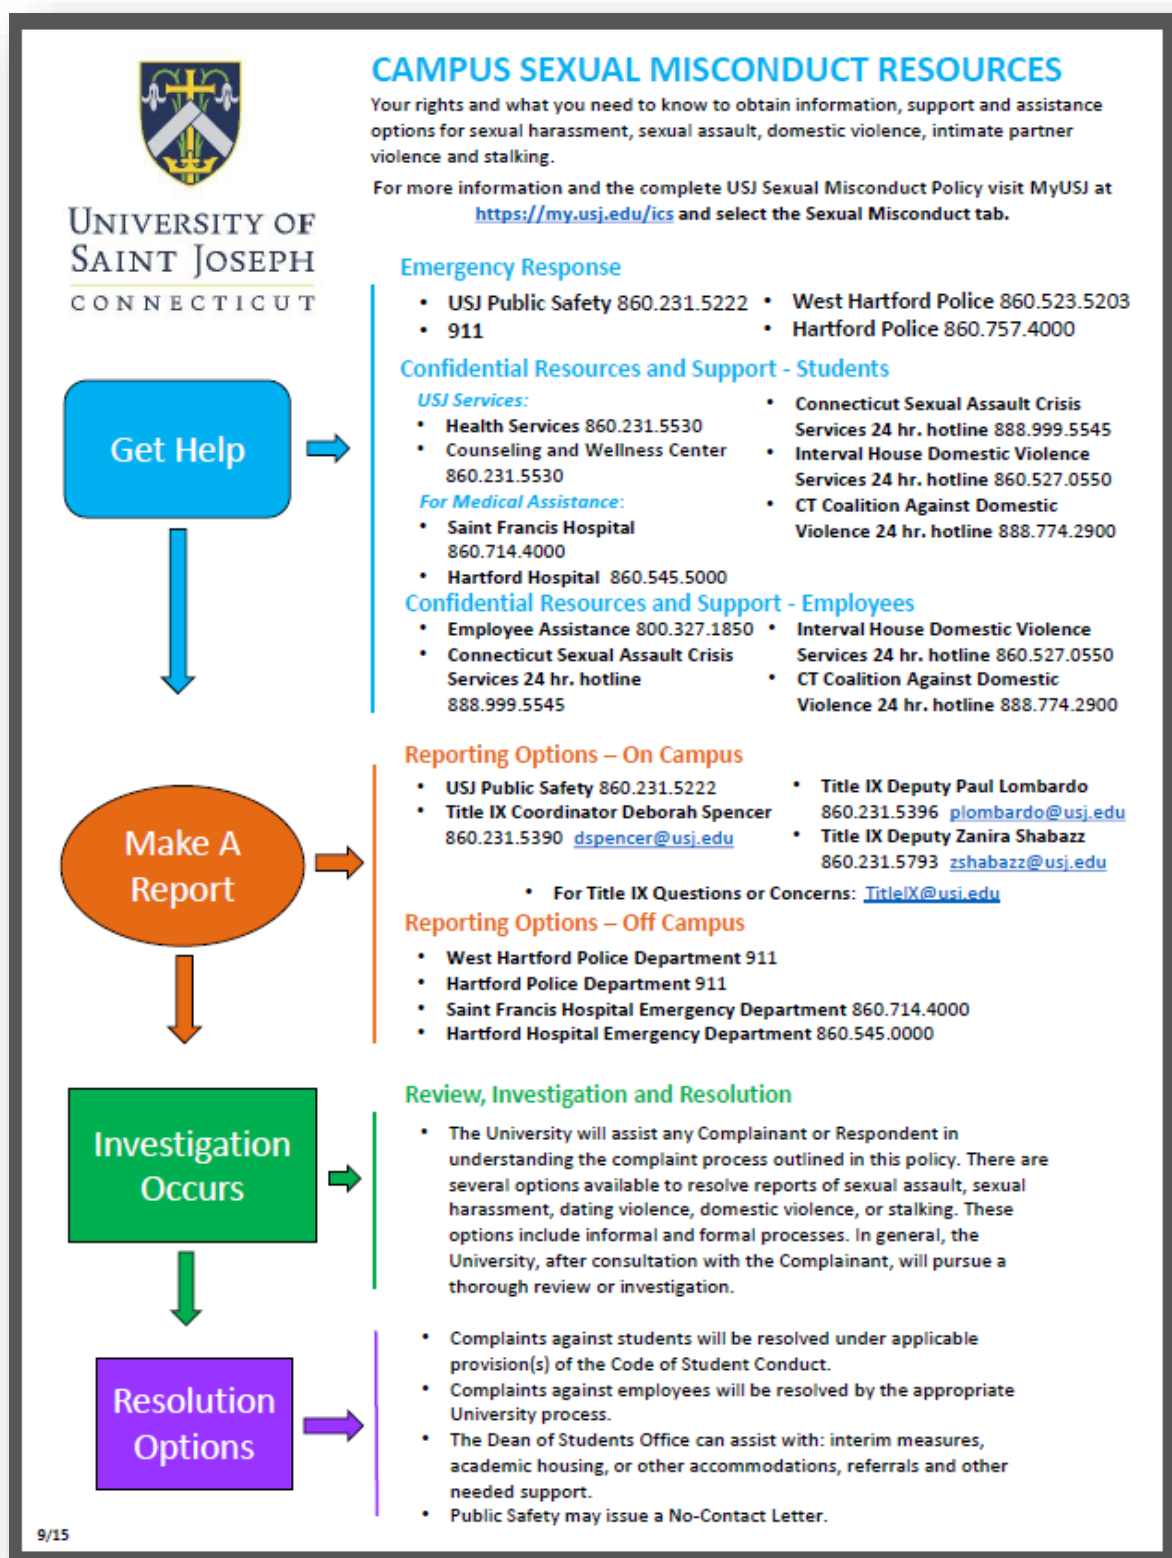 CAMPUS SEXUAL MISCONDUCT RESOURCES
Your rights and what you need to know to obtain information, support and assistance
options for sexual harassment, sexual assault, domestic violence, intimate partner
violence and stalking.
For more information and the complete USJ Sexual Misconduct Policy visit MyUSJ at
https://my.usj.edu/ics and select the Sexual Misconduct tab.
UNIVERSITY OF
SAINT JOSEPH
CONNECTICUT
Get Help
Emergency Response
• USJ Public Safety 860.231.5222
• 911
• West Hartford Police 860.523.5203
• Hartford Police 860.757.4000
Confidential Resources and Support - Students
USJ Services:
• Health Services 860.231.5530
• Counseling and Wellness Center
860.231.5530
For Medical Assistance:
• Saint Francis Hospital
860.714.4000
• Hartford Hospital 860.545.5000
• Connecticut Sexual Assault Crisis
Services 24 hr. hotline 888.999.5545
• Interval House Domestic Violence
Services 24 hr. hotline 860.527.0550
• CT Coalition Against Domestic
Violence 24 hr. hotline 888.774.2900
Confidential Resources and Support - Employees
• Employee Assistance 800.327.1850
• Connecticut Sexual Assault Crisis
Services 24 hr. hotline
888.999.5545
• Interval House Domestic Violence
Services 24 hr. hotline 860.527.0550
• CT Coalition Against Domestic
Violence 24 hr. hotline 888.774.2900
Make A
Report
Reporting Options – On Campus
• USJ Public Safety 860.231.5222
• Title IX Coordinator Deborah Spencer
860.231.5390 dspencer@usj.edu
• Title IX Deputy Paul Lombardo
860.231.5396 plombardo@usj.edu
• Title IX Deputy Zanira Shabazz
860.231.5793 zshabazz@usj.edu
• For Title IX Questions or Concerns: TitleIX@usj.edu
Reporting Options – Off Campus
• West Hartford Police Department 911
• Hartford Police Department 911
• Saint Francis Hospital Emergency Department 860.714.4000
• Hartford Hospital Emergency Department 860.545.0000
Investigation
Occurs
Review, Investigation and Resolution
• The University will assist any Complainant or Respondent in
understanding the complaint process outlined in this policy. There are
several options available to resolve reports of sexual assault, sexual
harassment, dating violence, domestic violence, or stalking. These
options include informal and formal processes. In general, the
University, after consultation with the Complainant, will pursue a
thorough review or investigation.
Resolution
Options
• Complaints against students will be resolved under applicable
provision(s) of the Code of Student Conduct.
• Complaints against employees will be resolved by the appropriate
University process.
• The Dean of Students Office can assist with: interim measures,
academic housing, or other accommodations, referrals and other
needed support.
• Public Safety may issue a No-Contact Letter.
9/15